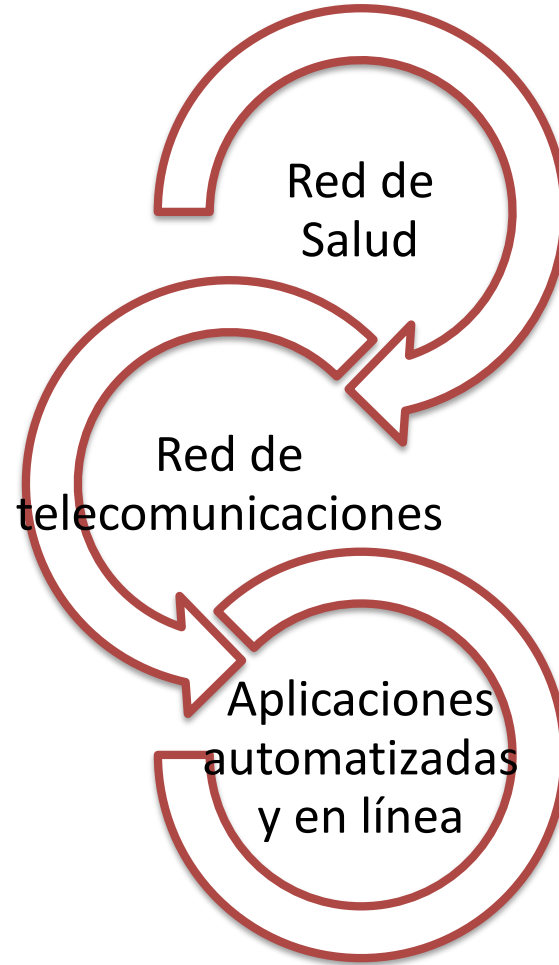 Red de
Salud
Red de
telecomunicaciones
Aplicaciones
automatizadas
y en línea